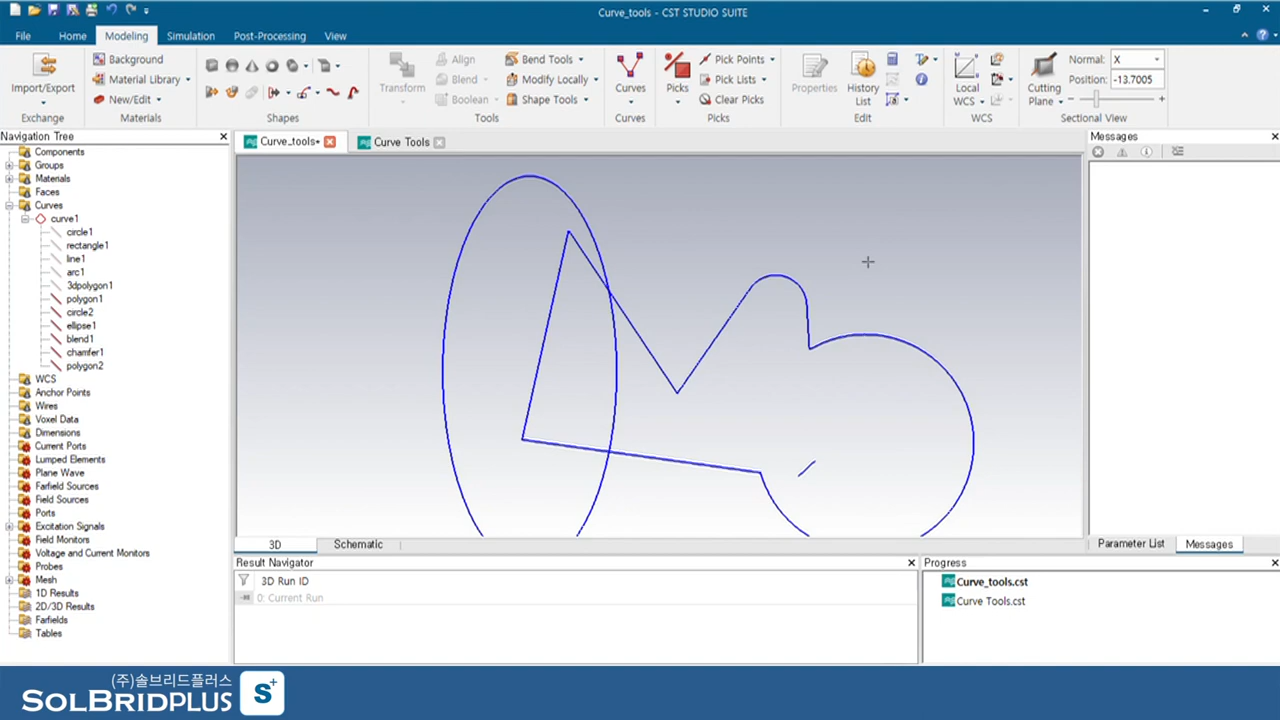 Curve_tools - CST STUDIO SUITE
File Home Modeling Simulation Post-Processing View
Import/Export
Exchange
Background
Material Library
New/Edit
Materials
Shapes
Transform
Align
Blend
Boolean
Bend Tools
Modify Locally
Shape Tools
Tools
Curves
Curves
Picks
Pick Points
Pick Lists
Clear Picks
Picks
Properties
History
List
Edit
Local
WCS
WCS
Cutting
Plane
Normal: X
Position: -13.7005
Sectional View
Navigation Tree
Components
Groups
Materials
Faces
Curves
curve1
circle1
rectangle1
line1
arc1
3dpolygon1
polygon1
circle2
ellipse1
blend1
chamfer1
polygon2
WCS
Anchor Points
Wires
Voxel Data
Dimensions
Current Ports
Lumped Elements
Plane Wave
Farfield Sources
Field Sources
Ports
Excitation Signals
Field Monitors
Voltage and Current Monitors
Probes
Mesh
1D Results
2D/3D Results
Farfields
Tables
Curve_tools* Curve Tools
3D Schematic
Result Navigator
3D Run ID
0: Current Run
Messages
Parameter List Messages
Progress
Curve_tools.cst
Curve Tools.cst
(주)솔브리드플러스
SOLBRIDPLUS
S+